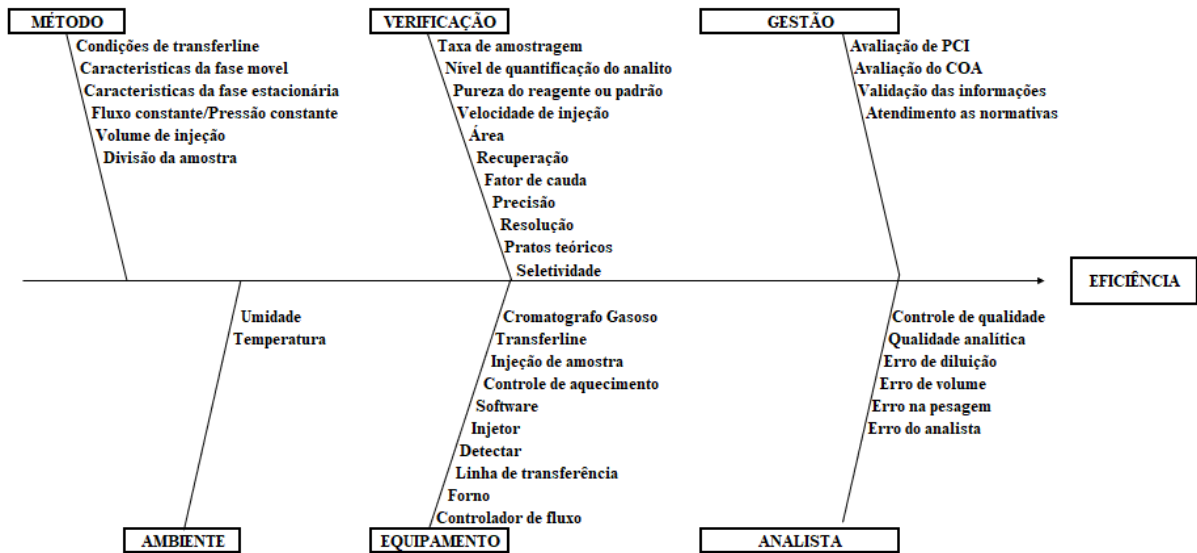 MÉTODO
Condições de transferline
Caracteristicas da fase movel
Caracteristicas da fase estacionária
Fluxo constante/Pressão constante
Volume de injeção
Divisão da amostra
VERIFICAÇÃO
Taxa de amostragem
Nível de quantificação do analito
Pureza do reagente ou padrão
Velocidade de injeção
Área
Recuperação
Fator de cauda
Precisão
Resolução
Pratos teóricos
Seletividade
GESTÃO
Avaliação de PCI
Avaliação do COA
Validação das informações
Atendimento as normativas
EFICIÊNCIA
Umidade
Temperatura
AMBIENTE
Cromatografo Gasoso
Transferline
Injeção de amostra
Controle de aquecimento
Software
Injetor
Detectar
Linha de transferência
Forno
Controlador de fluxo
EQUIPAMENTO
Controle de qualidade
Qualidade analítica
Erro de diluição
Erro de volume
Erro na pesagem
Erro do analista
ANALISTA